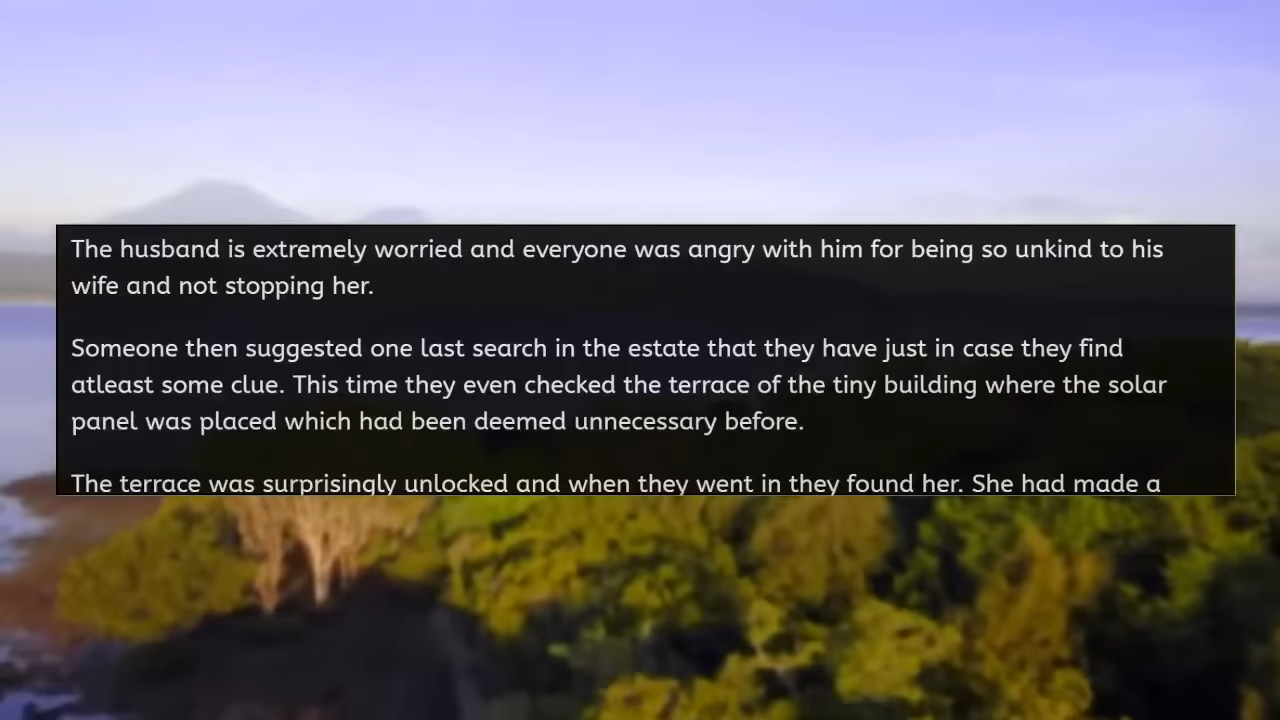 The husband is extremely worried and everyone was angry with him for being so unkind to his
wife and not stopping her.
Someone then suggested one last search in the estate that they have just in case they find
atleast some clue. This time they even checked the terrace of the tiny building where the solar
panel was placed which had been deemed unnecessary before.
The terrace was surprisingly unlocked and when they went in they found her. She had made a